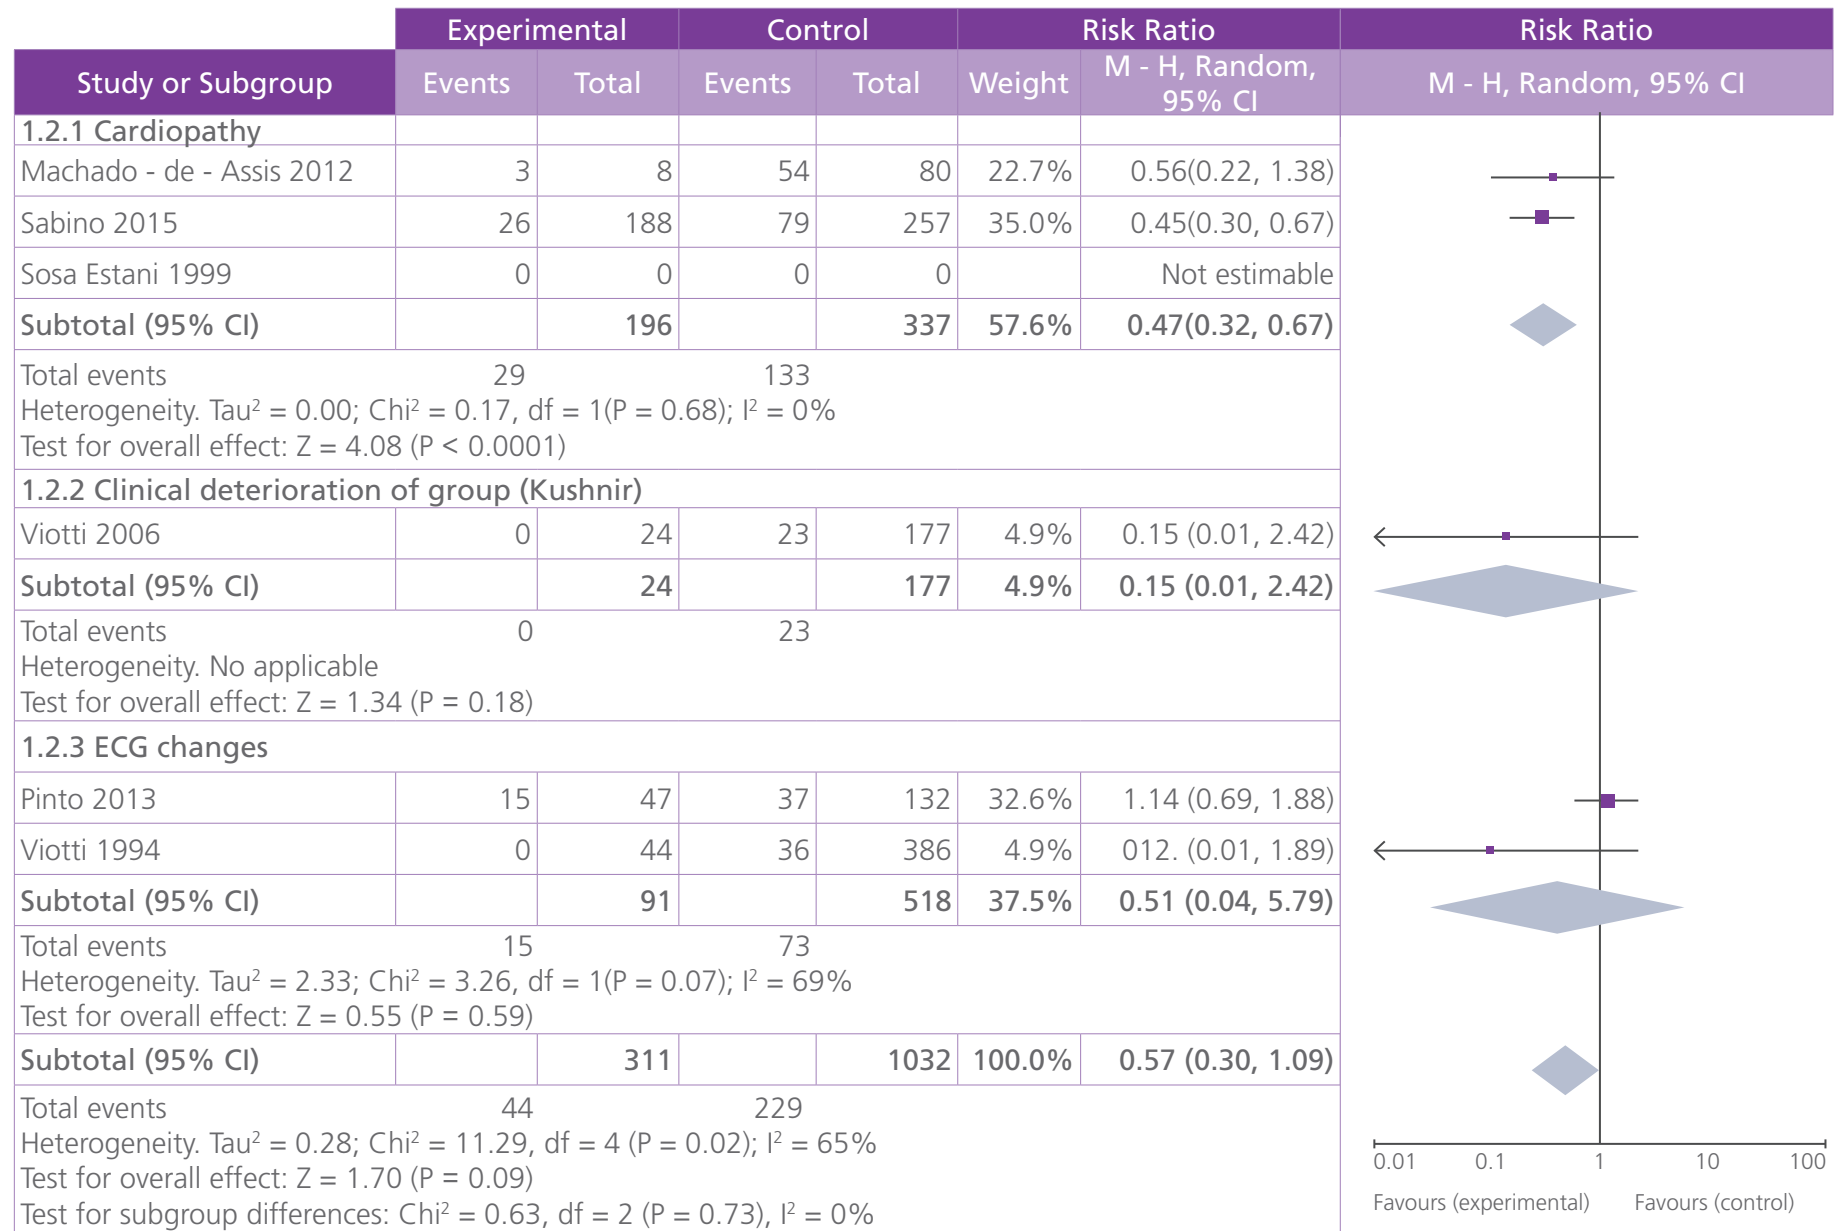 Experimental Control Risk Ratio Risk Ratio
Study or Subgroup Events Total Events Total Weight M - H, Random, 95% CI M - H, Random, 95% CI
1.2.1 Cardiopathy
Machado - de - Assis 2012 3 8 54 80 22.7% 0.56(0.22, 1.38)
Sabino 2015 26 188 79 257 35.0% 0.45(0.30, 0.67)
Sosa Estani 1999 0 0 0 0 Not estimable
Subtotal (95% CI) 196 337 57.6% 0.47(0.32, 0.67)
Total events 29 133
Heterogeneity. Tau² = 0.00; Chi² = 0.17, df = 1(P = 0.68); I² = 0%
Test for overall effect: Z = 4.08 (P < 0.0001)
1.2.2 Clinical deterioration of group (Kushnir)
Viotti 2006 0 24 23 177 4.9% 0.15 (0.01, 2.42)
Subtotal (95% CI) 24 177 4.9% 0.15 (0.01, 2.42)
Total events 0 23
Heterogeneity. No applicable
Test for overall effect: Z = 1.34 (P = 0.18)
1.2.3 ECG changes
Pinto 2013 15 47 37 132 32.6% 1.14 (0.69, 1.88)
Viotti 1994 0 44 36 386 4.9% 012. (0.01, 1.89)
Subtotal (95% CI) 91 518 37.5% 0.51 (0.04, 5.79)
Total events 15 73
Heterogeneity. Tau² = 2.33; Chi² = 3.26, df = 1(P = 0.07); I² = 69%
Test for overall effect: Z = 0.55 (P = 0.59)
Subtotal (95% CI) 311 1032 100.0% 0.57 (0.30, 1.09)
Total events 44 229
Heterogeneity. Tau² = 0.28; Chi² = 11.29, df = 4 (P = 0.02); I² = 65%
Test for overall effect: Z = 1.70 (P = 0.09)
Test for subgroup differences: Chi² = 0.63, df = 2 (P = 0.73), I² = 0%
0.01 0.1 1 10 100
Favours (experimental) Favours (control)